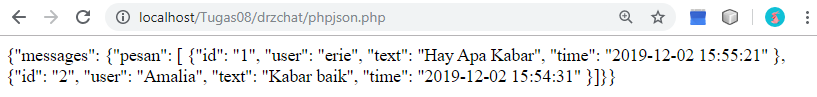 localhost/Tugas08/drzchat/phpjson.php
{"messages": {"pesan": [ {"id": "1", "user": "erie", "text": "Hay Apa Kabar", "time": "2019-12-02 15:55:21" },
{"id": "2", "user": "Amalia", "text": "Kabar baik", "time": "2019-12-02 15:54:31" }]}}